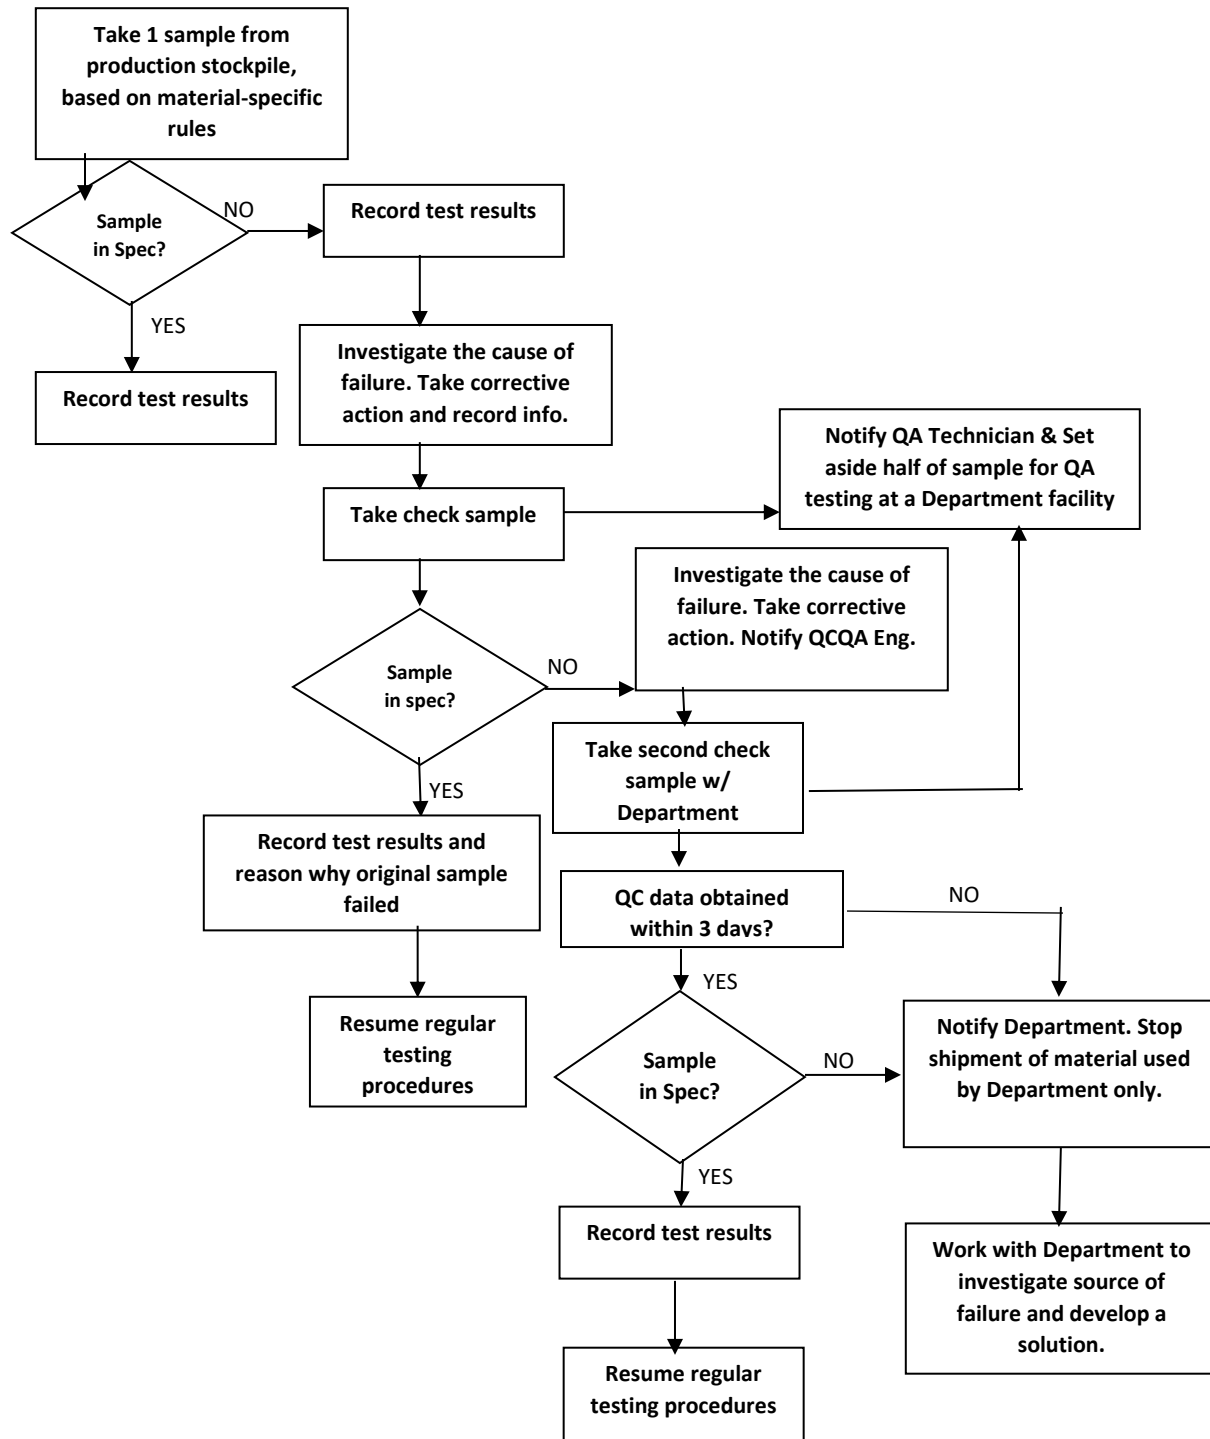 Take 1 sample from
production stockpile,
based on material-specific
rules
Sample
in Spec?
NO
Record test results
YES
Record test results
Investigate the cause of
failure. Take corrective
action and record info.
Take check sample
Notify QA Technician & Set
aside half of sample for QA
testing at a Department facility
Sample
in spec?
NO
Investigate the cause of
failure. Take corrective
action. Notify QCQA Eng.
YES
Record test results and
reason why original sample
failed
Resume regular
testing
procedures
Take second check
sample w/
Department
QC data obtained
within 3 days?
NO
YES
Sample
in Spec?
NO
Notify Department. Stop
shipment of material used
by Department only.
YES
Record test results
Work with Department to
investigate source of
failure and develop a
solution.
Resume regular
testing procedures